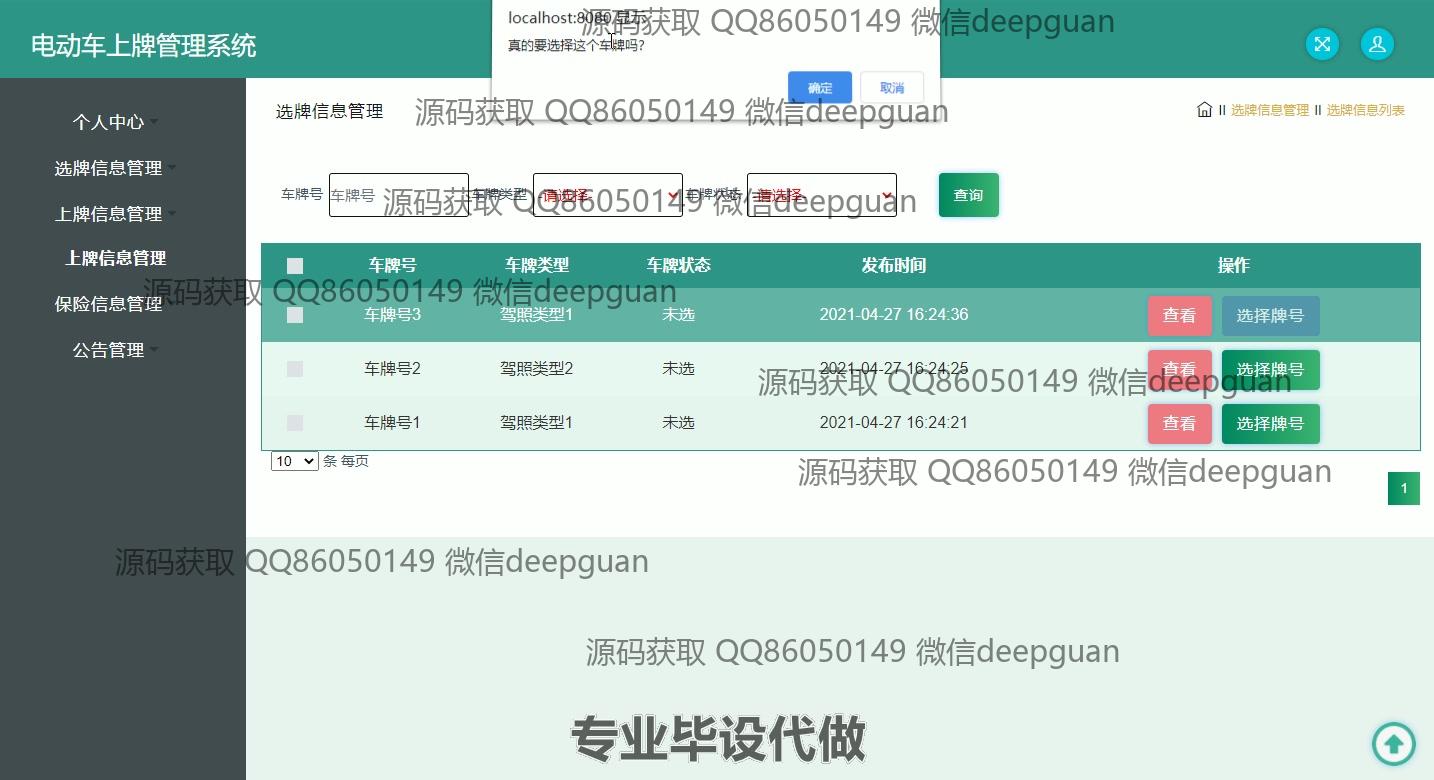 localhost:8080 显示
源码获取 QQ86050149 微信deepguan
真的要选择这个车牌吗?
确定
取消
电动车上牌管理系统
个人中心
选牌信息管理
上牌信息管理
上牌信息管理
保险信息管理
公告管理
选牌信息管理
源码获取 QQ86050149 微信deepguan
II 选牌信息管理 II 选牌信息列表
车牌号 车牌号 车牌类型 请选择 车牌状态 请选择 查询
源码获取 QQ86050149 微信deepguan
车牌号 车牌类型 车牌状态 发布时间 操作
源码获取 QQ86050149 微信deepguan
车牌号3 驾照类型1 未选 2021-04-27 16:24:36 查看 选择牌号
车牌号2 驾照类型2 未选 2021-04-27 16:24:25 查看 选择牌号
源码获取 QQ86050149 微信deepguan
车牌号1 驾照类型1 未选 2021-04-27 16:24:21 查看 选择牌号
10 条 每页
源码获取 QQ86050149 微信deepguan
1
源码获取 QQ86050149 微信deepguan
源码获取 QQ86050149 微信deepguan
专业毕设代做